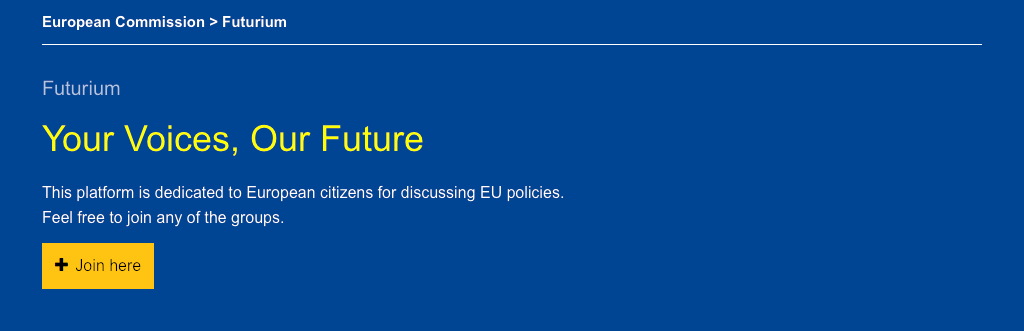 European Commission > Futurium
Futurium
Your Voices, Our Future
This platform is dedicated to European citizens for discussing EU policies.
Feel free to join any of the groups.
Join here